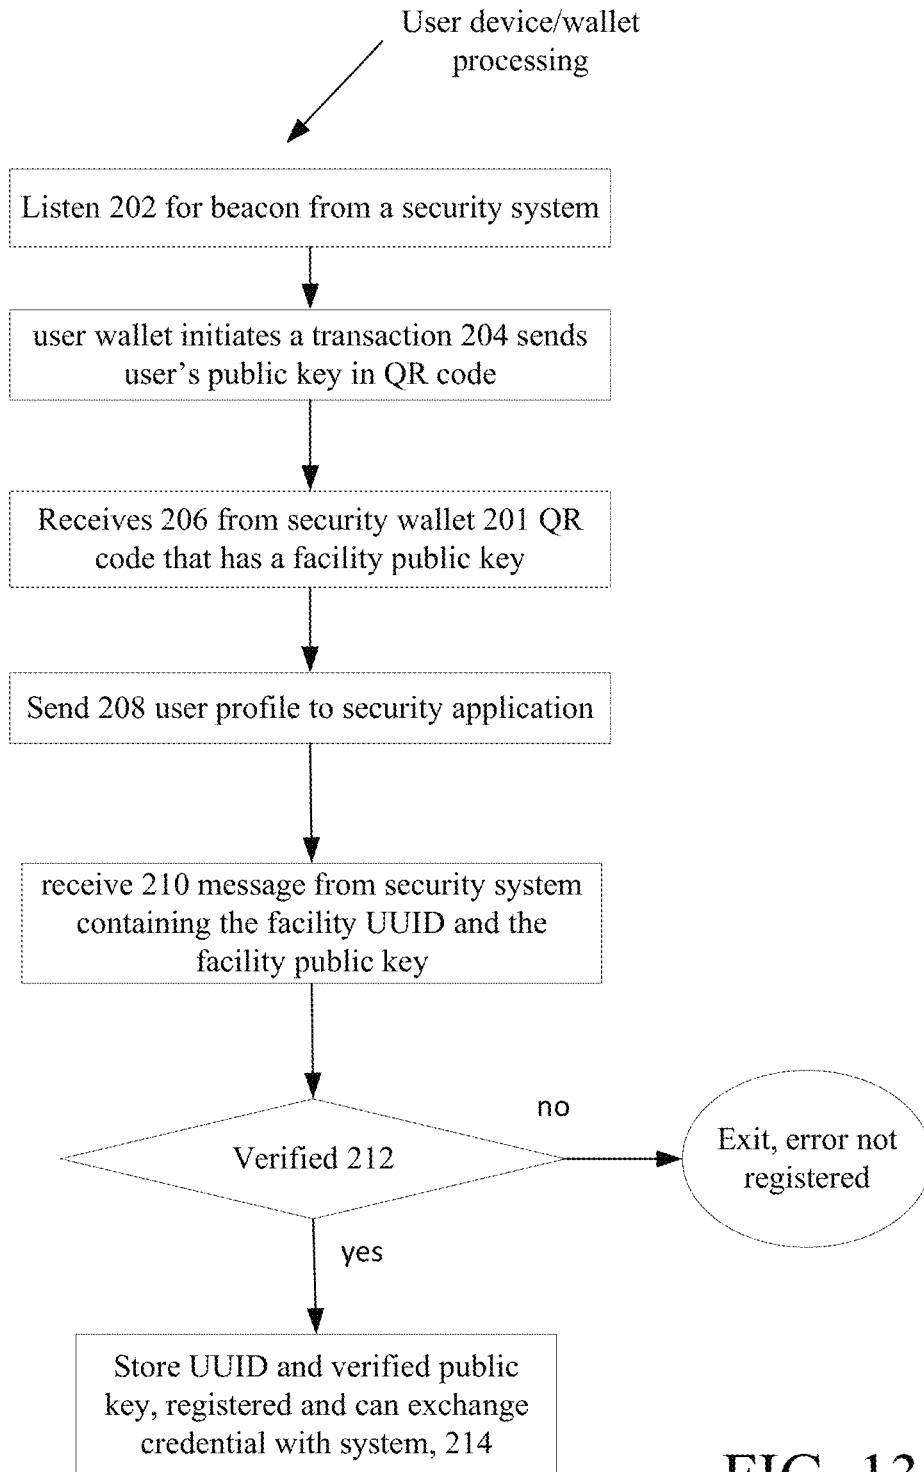 User device/wallet
processing
Listen 202 for beacon from a security system
user wallet initiates a transaction 204 sends
user's public key in QR code
Receives 206 from security wallet 201 QR
code that has a facility public key
Send 208 user profile to security application
receive 210 message from security system
containing the facility UUID and the
facility public key
Verified 212
no
Exit, error not
registered
yes
Store UUID and verified public
key, registered and can exchange
credential with system, 214
FIG. 13